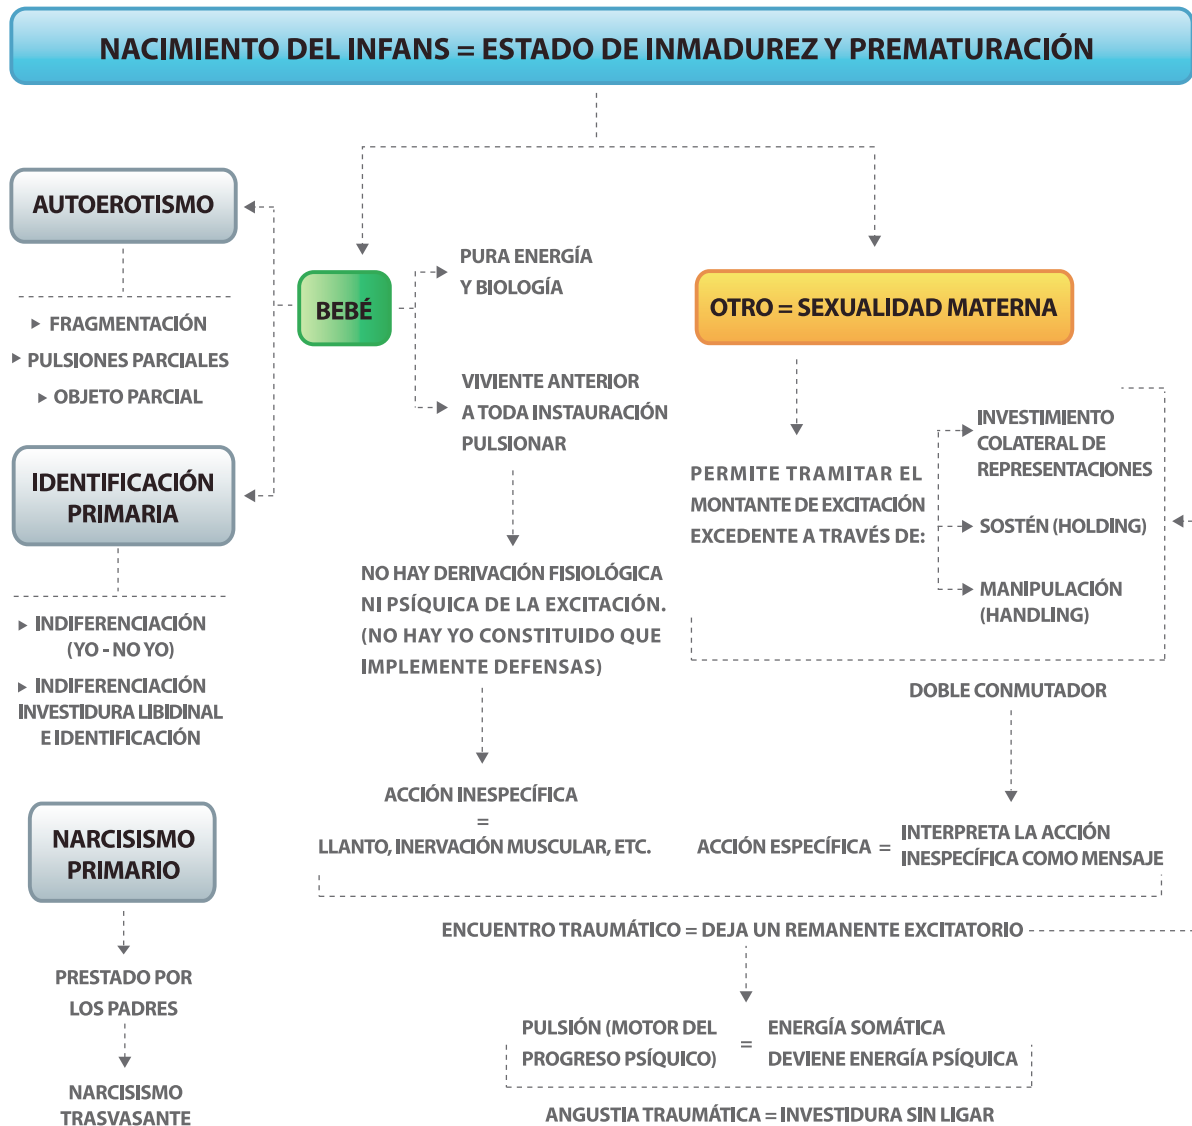 NACIMIENTO DEL INFANS = ESTADO DE INMADUREZ Y PREMATURACIÓN
AUTOEROTISMO
FRAGMENTACIÓN
PULSIONES PARCIALES
OBJETO PARCIAL
IDENTIFICACIÓN
PRIMARIA
INDIFERENCIACIÓN
(YO - NO YO)
INDIFERENCIACIÓN
INVESTIDURA LIBIDINAL
E IDENTIFICACIÓN
NARCISISMO
PRIMARIO
PRESTADO POR
LOS PADRES
NARCISISMO
TRASVASANTE
BEBÉ
PURA ENERGÍA
Y BIOLOGÍA
VIVIENTE ANTERIOR
A TODA INSTAURACIÓN
PULSIONAR
NO HAY DERIVACIÓN FISIOLÓGICA
NI PSÍQUICA DE LA EXCITACIÓN.
(NO HAY YO CONSTITUIDO QUE
IMPLEMENTE DEFENSAS)
ACCIÓN INESPECÍFICA
=
LLANTO, INERVACIÓN MUSCULAR, ETC.
OTRO = SEXUALIDAD MATERNA
PERMITE TRAMITAR EL
MONTANTE DE EXCITACIÓN
EXCEDENTE A TRAVÉS DE:
INVESTIMIENTO
COLATERAL DE
REPRESENTACIONES
SOSTÉN (HOLDING)
MANIPULACIÓN
(HANDLING)
DOBLE CONMUTADOR
ACCIÓN ESPECÍFICA =
INTERPRETA LA ACCIÓN
INESPECÍFICA COMO MENSAJE
ENCUENTRO TRAUMÁTICO = DEJA UN REMANENTE EXCITATORIO
PULSIÓN (MOTOR DEL
PROGRESO PSÍQUICO)
=
ENERGÍA SOMÁTICA
DEVIENE ENERGÍA PSÍQUICA
ANGUSTIA TRAUMÁTICA = INVESTIDURA SIN LIGAR